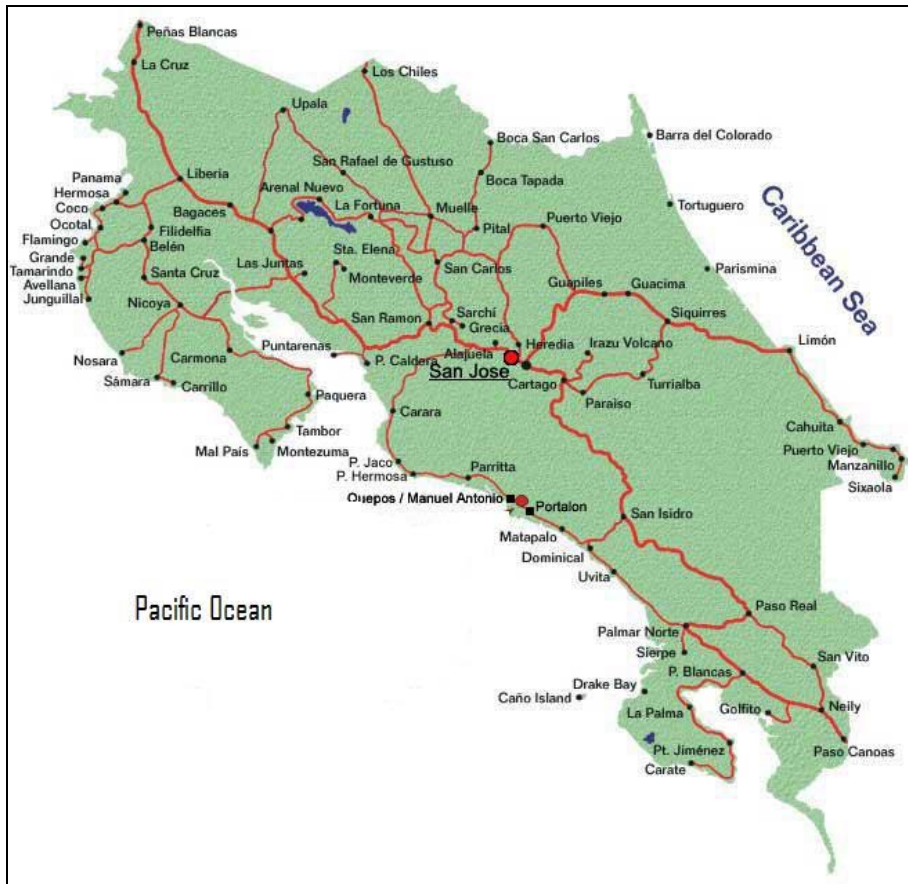 Peñas Blancas
La Cruz
Los Chiles
Upala
Boca San Carlos
Barra del Colorado
San Rafael de Gustuso
Boca Tapada
Liberia
Panama
Hermosa
Arenal Nuevo
Coco
Bagaces
La Fortuna
Muelle
Puerto Viejo
Tortuguero
Caribbean Sea
Ocotal
Filidelfia
Pital
Flamingo
Belén
Sta. Elena
Grande
Las Juntas
Monteverde
San Carlos
Parismina
Tamarindo
Santa Cruz
Avellana
Guapiles
Guacima
Junguillal
Nicoya
Sarchí
Siquirres
San Ramon
Grecia
Heredia
Irazu Volcano
Limón
Nosara
Carmona
Puntarenas
P. Caldera
Alajuela
San Jose
Cartago
Turrialba
Sámara
Carrillo
Paquera
Paraiso
Carara
Cahuita
Tambor
Mal País
Montezuma
Puerto Viejo
Manzanillo
P. Jaco
Parritta
P. Hermosa
Sixaola
Quepos / Manuel Antonio
Portalon
San Isidro
Matapalo
Dominical
Uvita
Pacific Ocean
Paso Real
Palmar Norte
Sierpe
San Vito
P. Blancas
Drake Bay
Caño Island
La Palma
Golfito
Neily
Pt. Jiménez
Paso Canoas
Carate